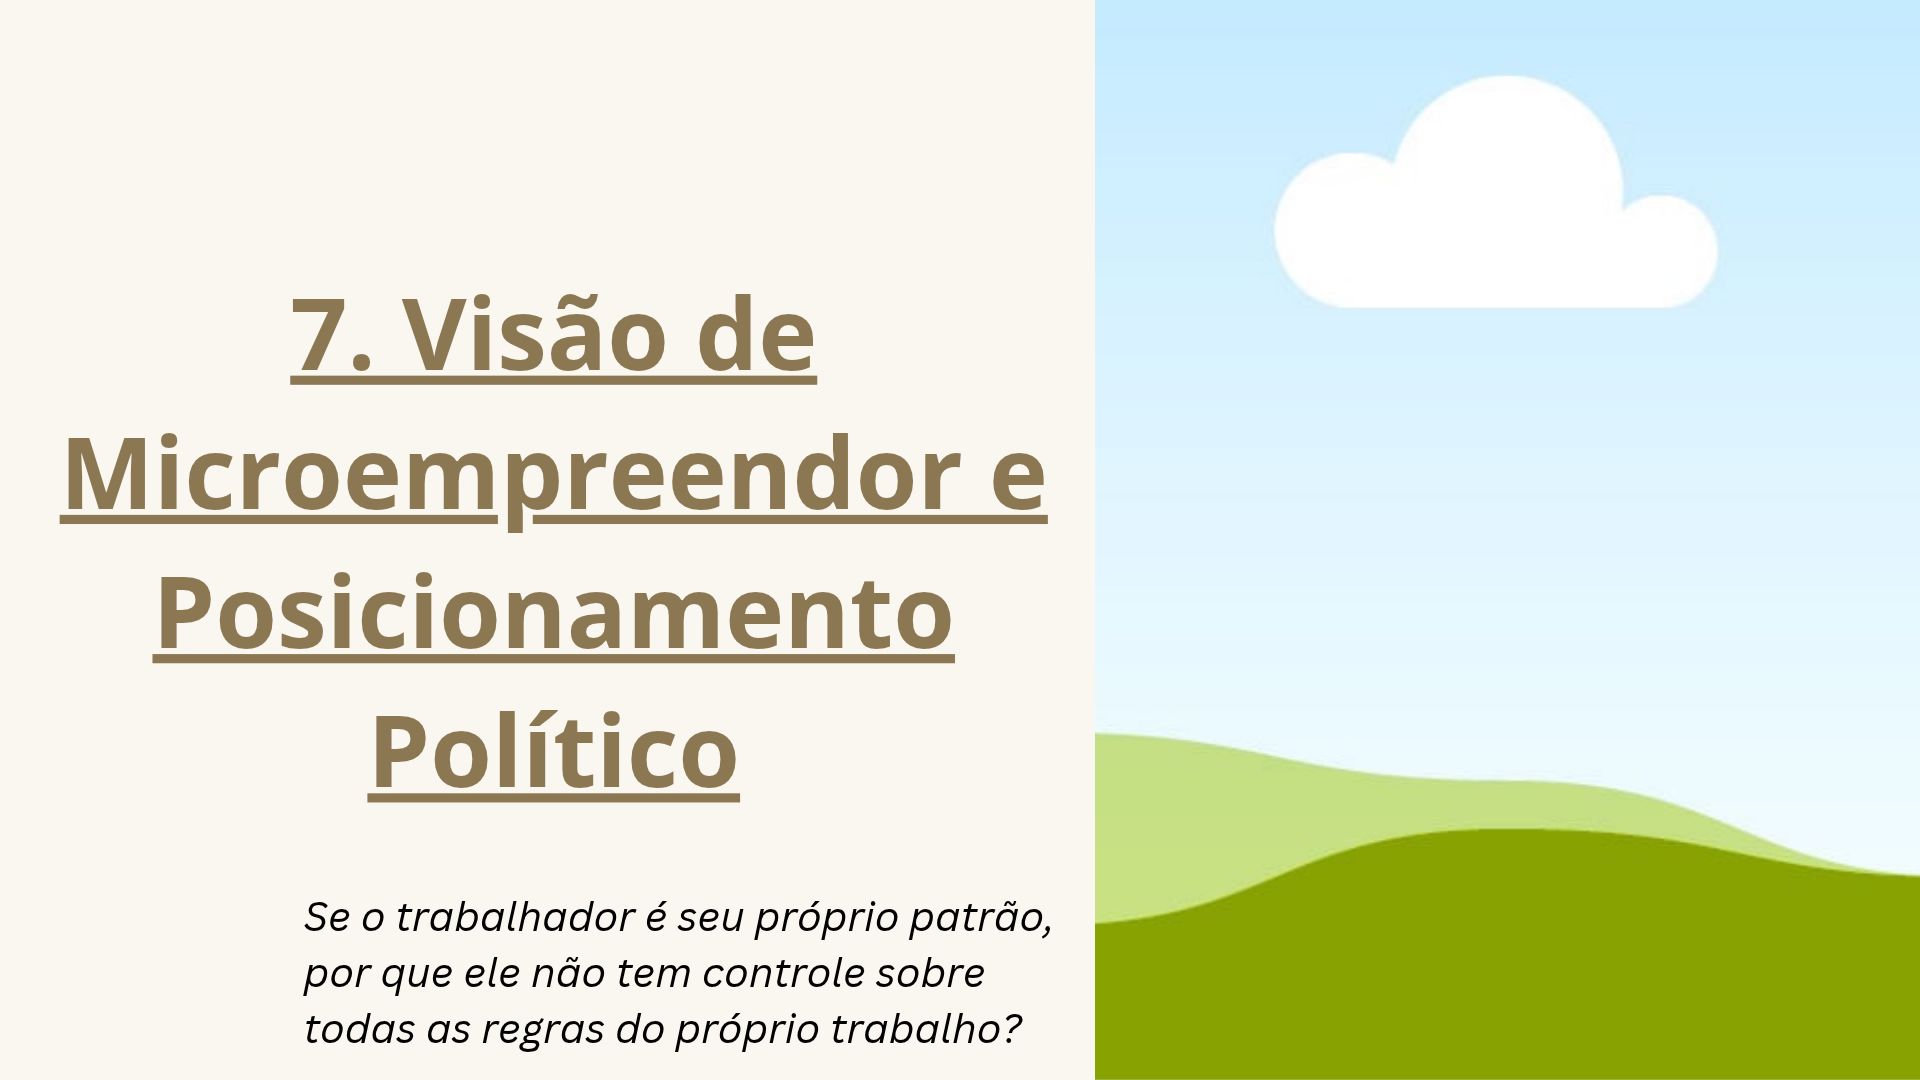 7. Visão de
Microempreendor e
Posicionamento
Político
Se o trabalhador é seu próprio patrão,
por que ele não tem controle sobre
todas as regras do próprio trabalho?